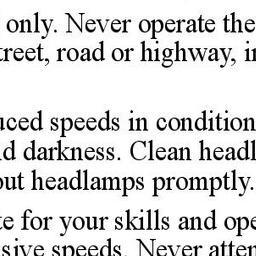 only. Never operate the
street, road or highway, i
uced speeds in condition
d darkness. Clean headl
out headlamps promptly.
te for your skills and ope
sive speeds. Never atten